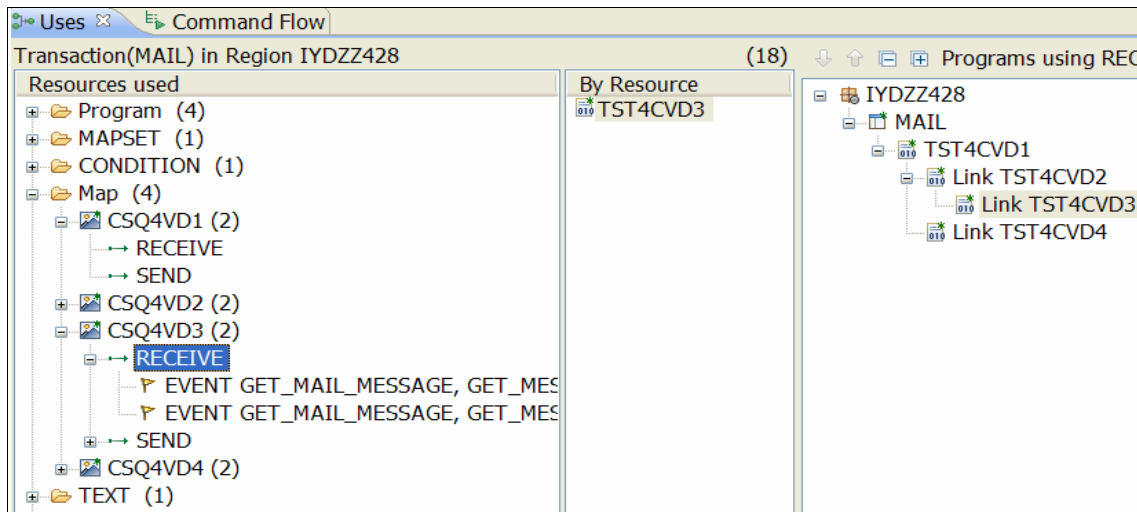 Uses Command Flow
Transaction(MAIL) in Region IYDZZ428 (18)
Resources used
Program (4)
MAPSET (1)
CONDITION (1)
Map (4)
CSQ4VD1 (2)
RECEIVE
SEND
CSQ4VD2 (2)
CSQ4VD3 (2)
RECEIVE
EVENT GET_MAIL_MESSAGE, GET_MES
EVENT GET_MAIL_MESSAGE, GET_MES
SEND
CSQ4VD4 (2)
TEXT (1)
By Resource
TST4CVD3
Programs using REC
IYDZZ428
MAIL
TST4CVD1
Link TST4CVD2
Link TST4CVD3
Link TST4CVD4